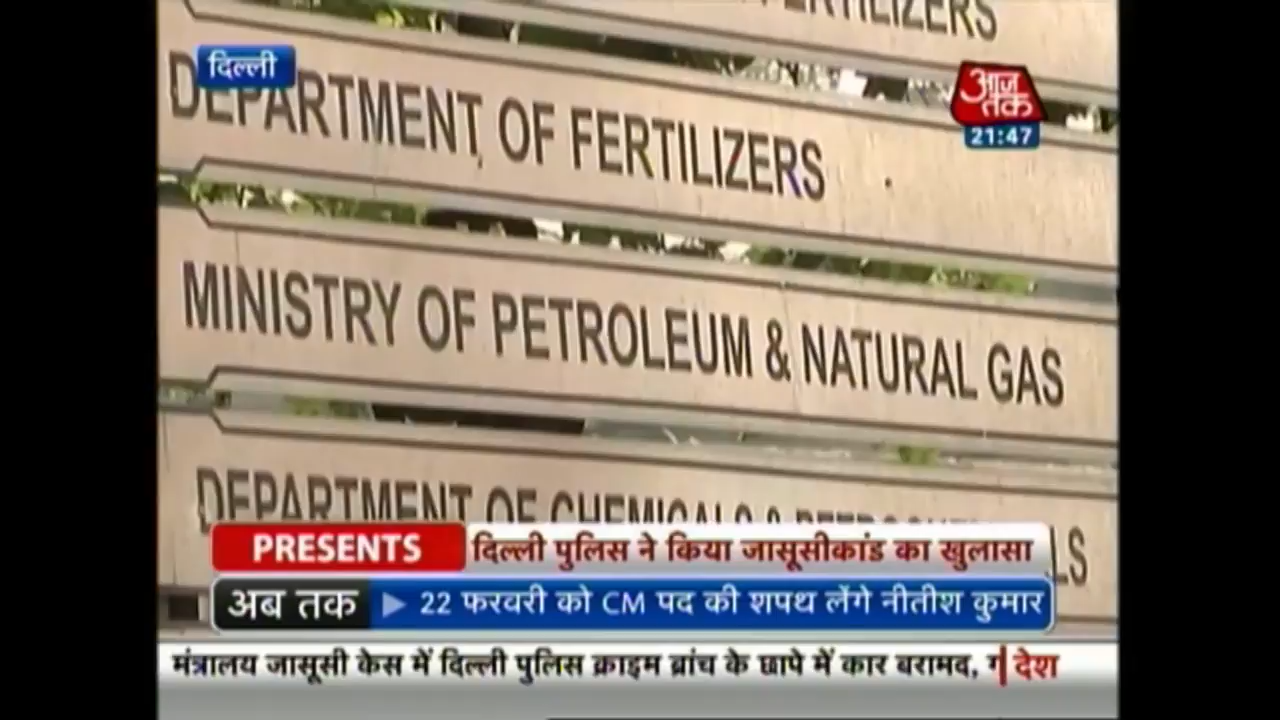 FERTILIZERS
दिल्ली
आज
तक
21:47
DEPARTMENT OF FERTILIZERS
MINISTRY OF PETROLEUM & NATURAL GAS
DEPARTMENT OF CHEMICALS &
PRESENTS दिल्ली पुलिस ने किया जासूसीकांड का खुलासा
अब तक 22 फरवरी को CM पद की शपथ लेंगे नीतीश कुमार
मंत्रालय जासूसी केस में दिल्ली पुलिस क्राइम ब्रांच के छापे में कार बरामद, देश